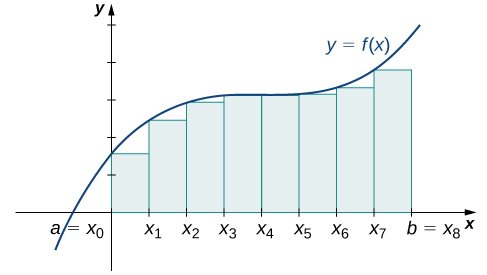 y
y = f(x)
a = x₀ x₁ x₂ x₃ x₄ x₅ x₆ x₇ b = x₈ x